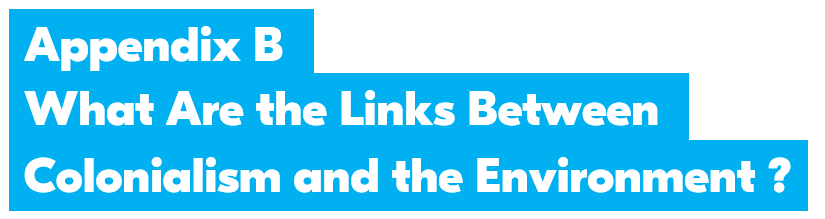 Appendix B
What Are the Links Between
Colonialism and the Environment ?